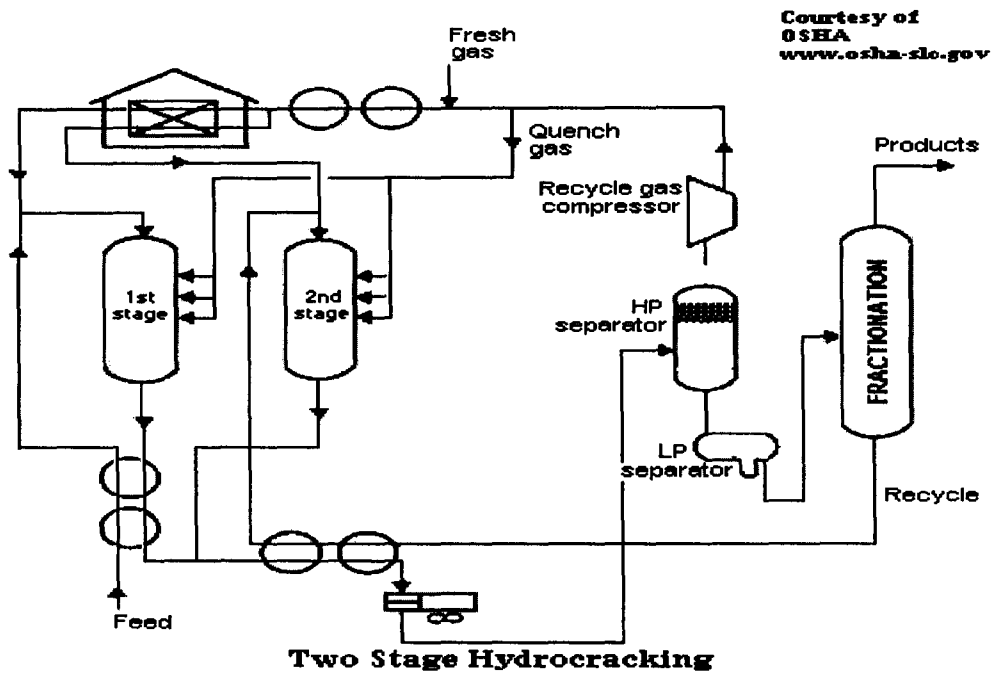 Courtesy of
OSHA
www.osha-slc.gov
Fresh
gas
Quench
gas
Products
Recycle gas
compressor
1st
stage
2nd
stage
HP
separator
FRACTIONATION
LP
separator
Recycle
Feed
Two Stage Hydrocracking